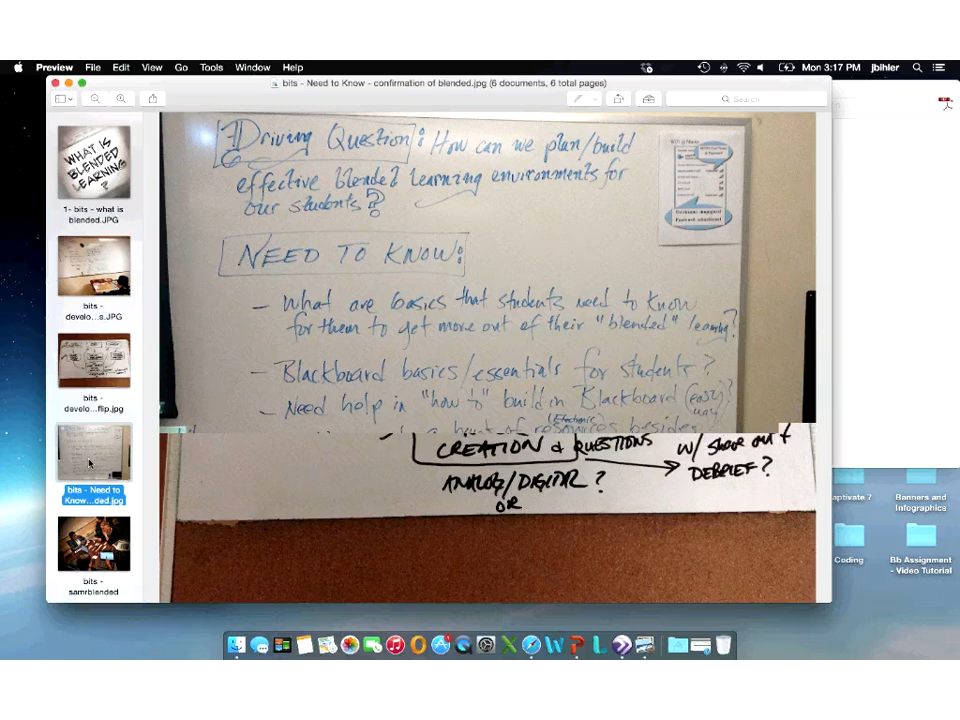 Preview File Edit View Go Tools Window Help
Mon 3:17 PM jbihler
bits - Need to Know - confirmation of blended.jpg (6 documents, 6 total pages)
Search
WHAT IS
BLENDED
LEARNING
?
1- bits - what is
blended.JPG
bits -
develo...s.JPG
bits -
develo...flip.jpg
bits - Need to
Know...ded.jpg
bits -
samrblended
Driving Question: How can we plan/build
effective blended learning environments for
our students?
NEED TO KNOW:
- What are basics that students need to know
for them to get more out of their "blended" learning?
- Blackboard basics/essentials for students?
- Need help in "how to" build in Blackboard (easy way)?
(Electronic)
resources besides
CREATION & QUESTIONS w/ share out +
DEBRIEF?
ANALOG/DIGITAL?
OR
aptivate 7
Banners and
Infographics
Coding
Bb Assignment
- Video Tutorial